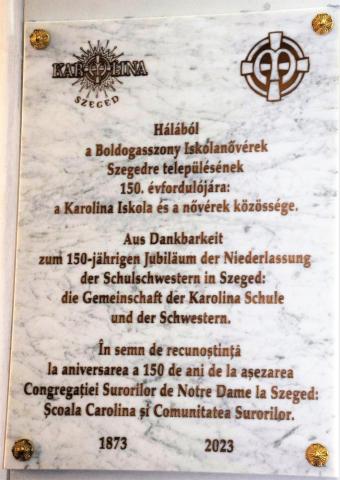 KAROLINA
SZEGED
Hálából
a Boldogasszony Iskolanővérek
Szegedre településének
150. évfordulójára:
a Karolina Iskola és a nővérek közössége.
Aus Dankbarkeit
zum 150-jährigen Jubiläum der Niederlassung
der Schulschwestern in Szeged:
die Gemeinschaft der Karolina Schule
und der Schwestern.
În semn de recunoștință
la aniversarea a 150 de ani de la așezarea
Congregației Surorilor de Notre Dame la Szeged:
Școala Carolina și Comunitatea Surorilor.
1873 2023